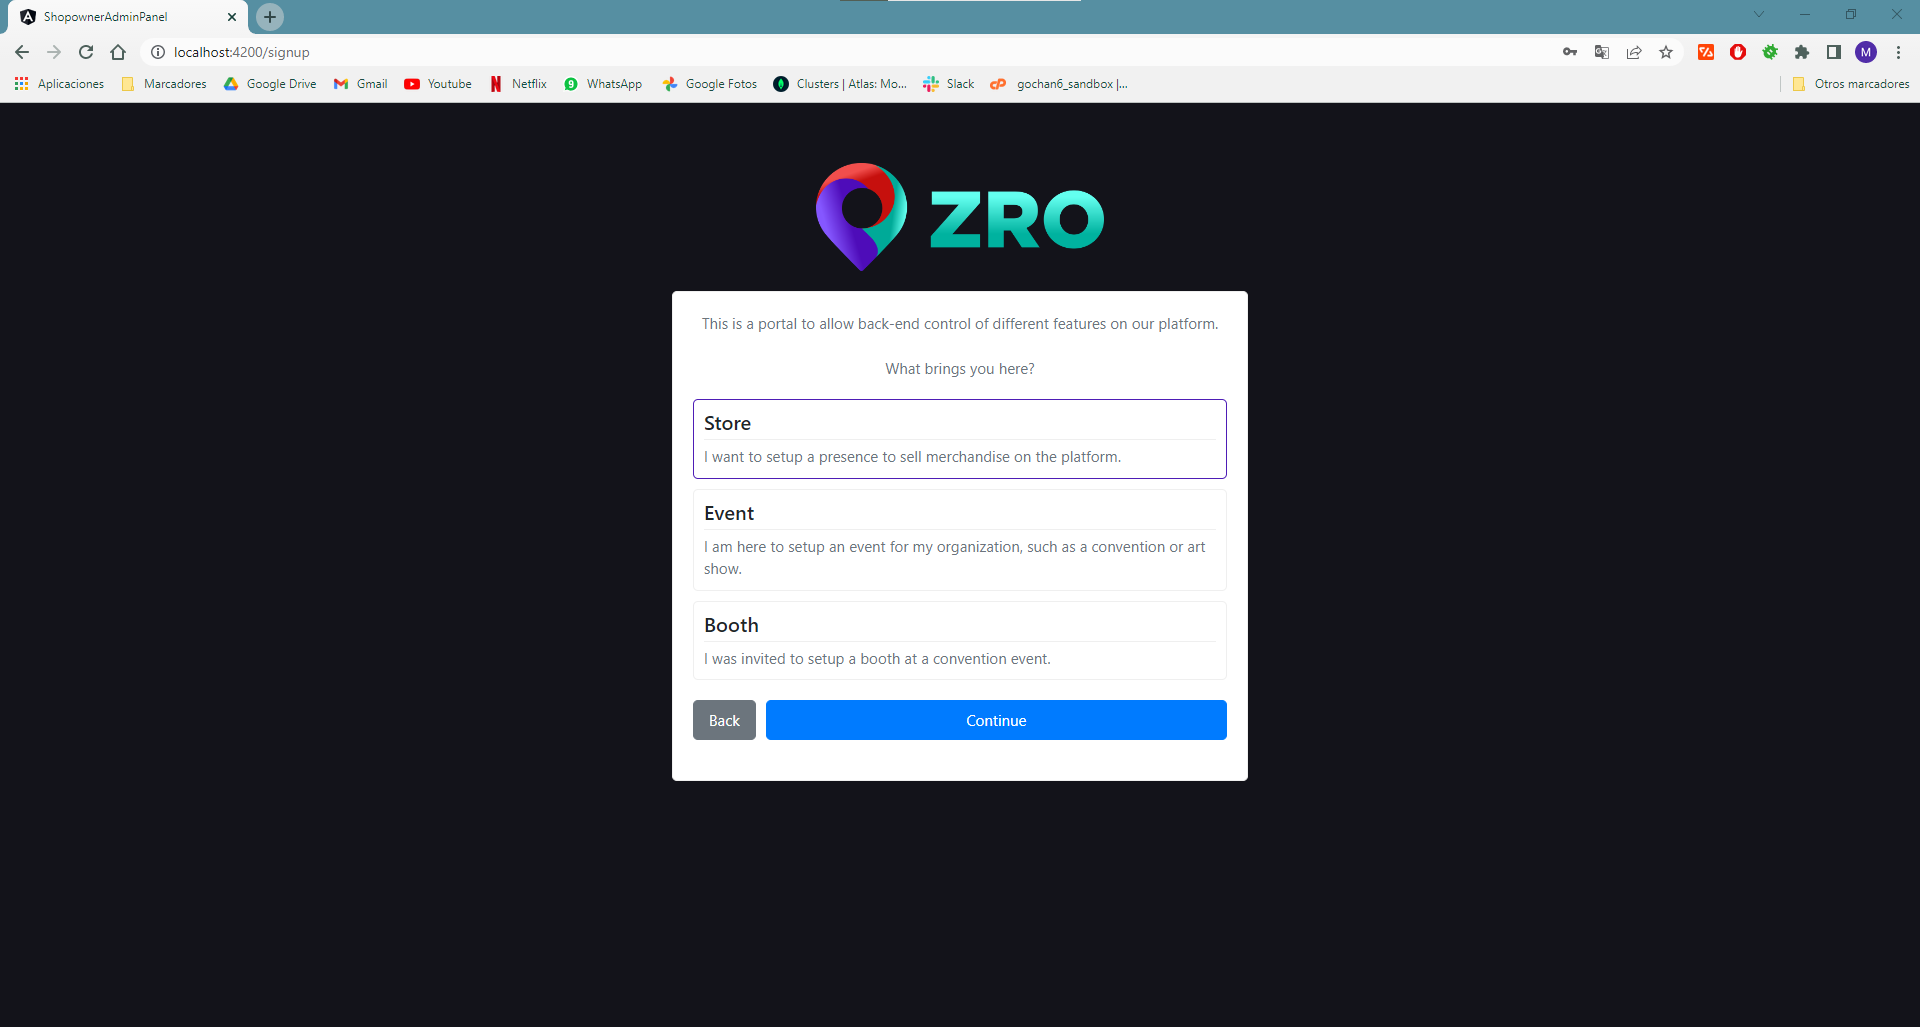 ShopownerAdminPanel
localhost:4200/signup
M
Aplicaciones Marcadores Google Drive Gmail Youtube Netflix 9 WhatsApp Google Fotos Clusters | Atlas: Mo... Slack cP gochan6_sandbox |... Otros marcadores
ZRO
This is a portal to allow back-end control of different features on our platform.
What brings you here?
Store
I want to setup a presence to sell merchandise on the platform.
Event
I am here to setup an event for my organization, such as a convention or art
show.
Booth
I was invited to setup a booth at a convention event.
Back Continue